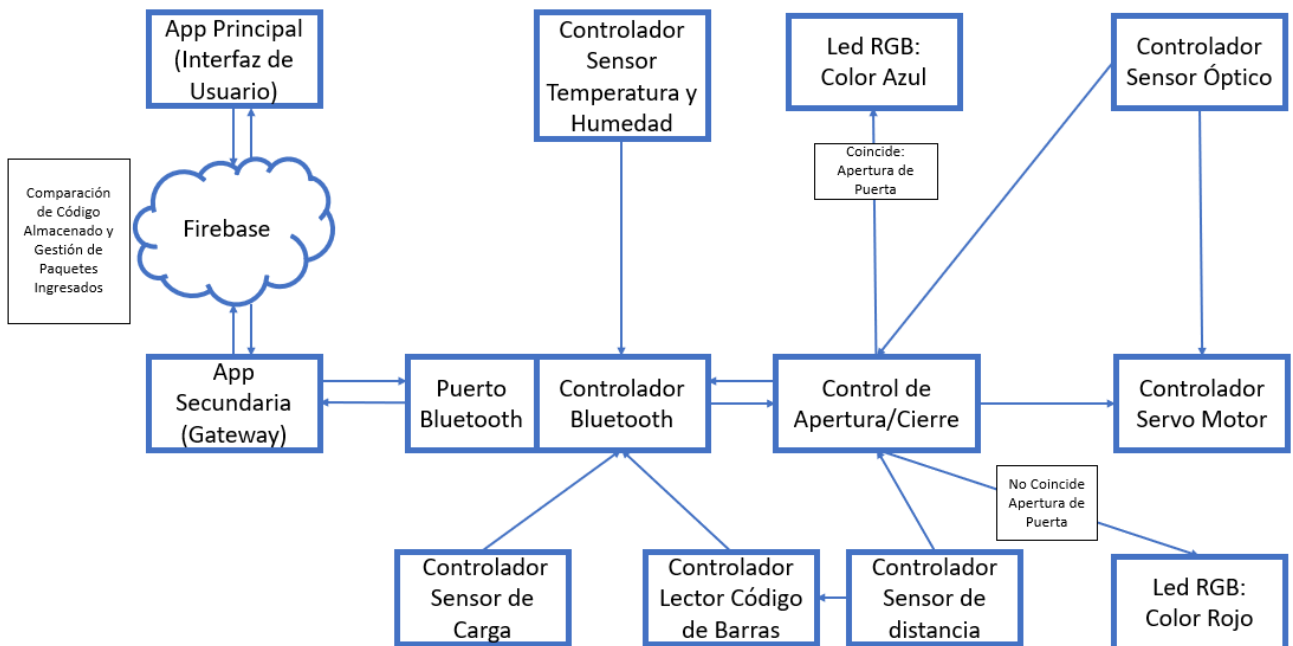 App Principal
(Interfaz de
Usuario)
Controlador
Sensor
Temperatura y
Humedad
Led RGB:
Color Azul
Controlador
Sensor Óptico
Coincide:
Apertura de
Puerta
Comparación
de Código
Almacenado y
Gestión de
Paquetes
Ingresados
Firebase
App
Secundaria
(Gateway)
Puerto
Bluetooth
Controlador
Bluetooth
Control de
Apertura/Cierre
Controlador
Servo Motor
No Coincide
Apertura de
Puerta
Controlador
Sensor de
Carga
Controlador
Lector Código
de Barras
Controlador
Sensor de
distancia
Led RGB:
Color Rojo